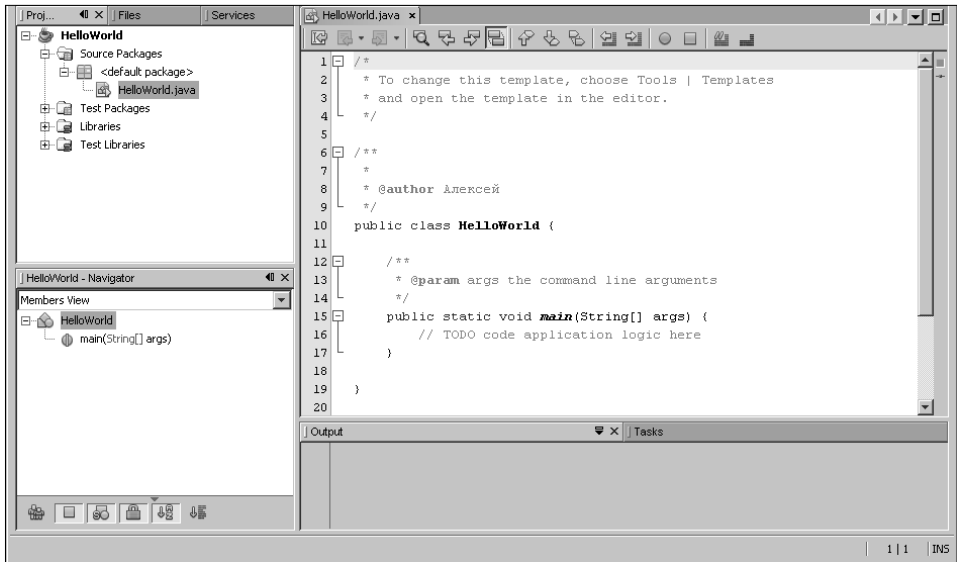 Proj...
Files
Services
HelloWorld
Source Packages
<default package>
HelloWorld.java
Test Packages
Libraries
Test Libraries
HelloWorld - Navigator
Members View
HelloWorld
main(String[] args)
HelloWorld.java
1 /*
2 * To change this template, choose Tools | Templates
3 * and open the template in the editor.
4 */
5
6 /**
7 *
8 * @author Алексей
9 */
10 public class HelloWorld {
11
12 /**
13 * @param args the command line arguments
14 */
15 public static void main(String[] args) {
16 // TODO code application logic here
17 }
18
19 }
20
Output
Tasks
1 | 1 INS